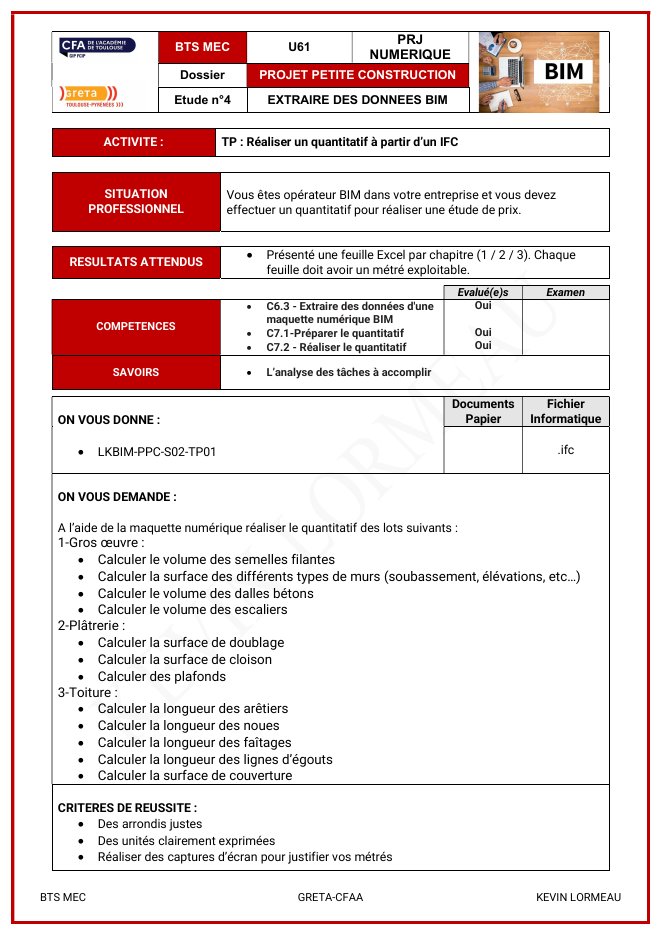 CFA DE L'ACADÉMIE
DE TOULOUSE
GIP FCIP
BTS MEC
U61
PRJ
NUMERIQUE
BIM
Dossier
PROJET PETITE CONSTRUCTION
Greta
TOULOUSE-PYRÉNÉES
Etude n°4
EXTRAIRE DES DONNEES BIM
ACTIVITE :
TP : Réaliser un quantitatif à partir d’un IFC
SITUATION
PROFESSIONNEL
Vous êtes opérateur BIM dans votre entreprise et vous devez
effectuer un quantitatif pour réaliser une étude de prix.
RESULTATS ATTENDUS
• Présenté une feuille Excel par chapitre (1 / 2 / 3). Chaque
feuille doit avoir un métré exploitable.
Evalué(e)s
Examen
COMPETENCES
• C6.3 - Extraire des données d'une
maquette numérique BIM
• C7.1-Préparer le quantitatif
• C7.2 - Réaliser le quantitatif
Oui
Oui
Oui
SAVOIRS
• L’analyse des tâches à accomplir
ON VOUS DONNE :
Documents
Papier
Fichier
Informatique
• LKBIM-PPC-S02-TP01
.ifc
ON VOUS DEMANDE :
A l’aide de la maquette numérique réaliser le quantitatif des lots suivants :
1-Gros œuvre :
• Calculer le volume des semelles filantes
• Calculer la surface des différents types de murs (soubassement, élévations, etc…)
• Calculer le volume des dalles bétons
• Calculer le volume des escaliers
2-Plâtrerie :
• Calculer la surface de doublage
• Calculer la surface de cloison
• Calculer des plafonds
3-Toiture :
• Calculer la longueur des arêtiers
• Calculer la longueur des noues
• Calculer la longueur des faîtages
• Calculer la longueur des lignes d’égouts
• Calculer la surface de couverture
CRITERES DE REUSSITE :
• Des arrondis justes
• Des unités clairement exprimées
• Réaliser des captures d’écran pour justifier vos métrés
KEVIN LORMEAU
BTS MEC
GRETA-CFAA
KEVIN LORMEAU